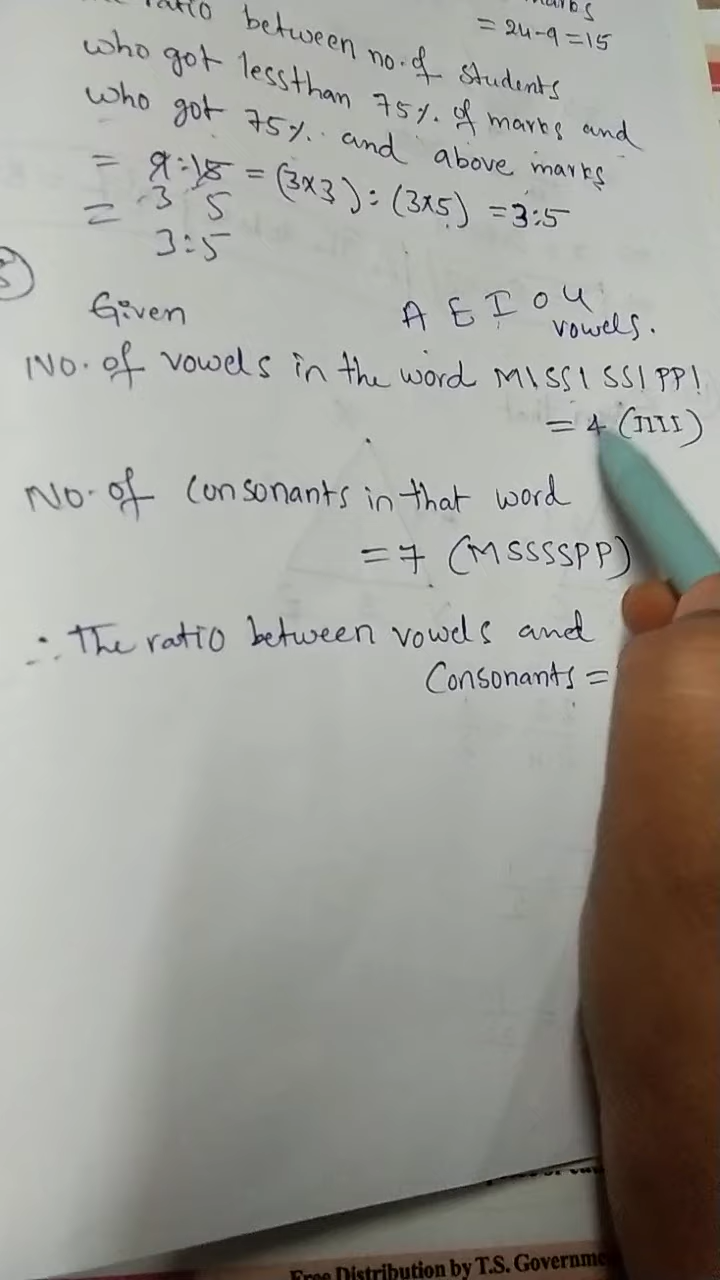 ratio between no. of students
marks
= 24-9 = 15
who got lessthan 75%. of marks and
who got 75%. and above marks
= 9:15 = (3x3) : (3x5) = 3:5
= 3 5
3:5
Given
A E I O U
vowels.
No. of vowels in the word MISSISSIPPI
= 4 (IIII)
No. of consonants in that word
= 7 (MSSSSPP)
∴ The ratio between vowels and
Consonants =
Free Distribution by T.S. Governme